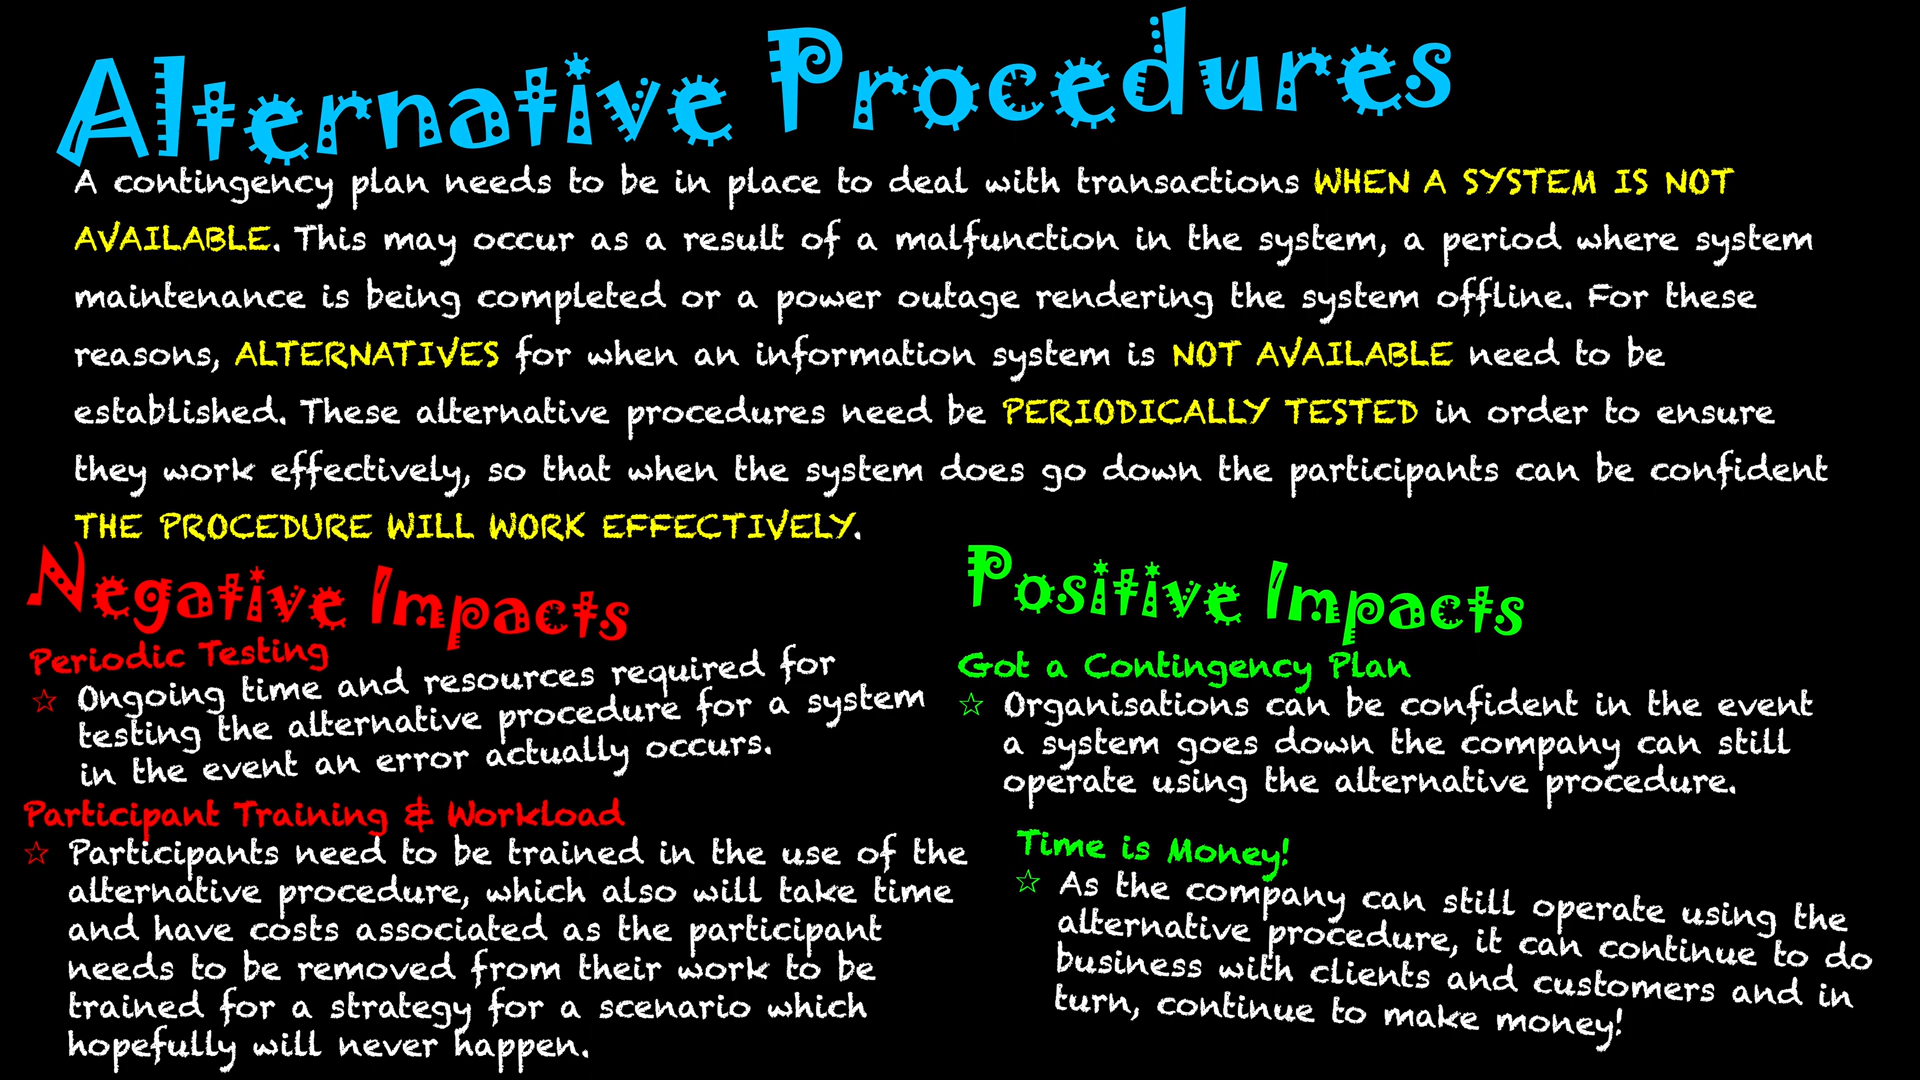 Alternative Procedures
A contingency plan needs to be in place to deal with transactions WHEN A SYSTEM IS NOT
AVAILABLE. This may occur as a result of a malfunction in the system, a period where system
maintenance is being completed or a power outage rendering the system offline. For these
reasons, ALTERNATIVES for when an information system is NOT AVAILABLE need to be
established. These alternative procedures need be PERIODICALLY TESTED in order to ensure
they work effectively, so that when the system does go down the participants can be confident
THE PROCEDURE WILL WORK EFFECTIVELY.
Negative Impacts
Periodic Testing
☆ Ongoing time and resources required for
testing the alternative procedure for a system
in the event an error actually occurs.
Participant Training & Workload
☆ Participants need to be trained in the use of the
alternative procedure, which also will take time
and have costs associated as the participant
needs to be removed from their work to be
trained for a strategy for a scenario which
hopefully will never happen.
Positive Impacts
Got a Contingency Plan
☆ Organisations can be confident in the event
a system goes down the company can still
operate using the alternative procedure.
Time is Money!
☆ As the company can still operate using the
alternative procedure, it can continue to do
business with clients and customers and in
turn, continue to make money!